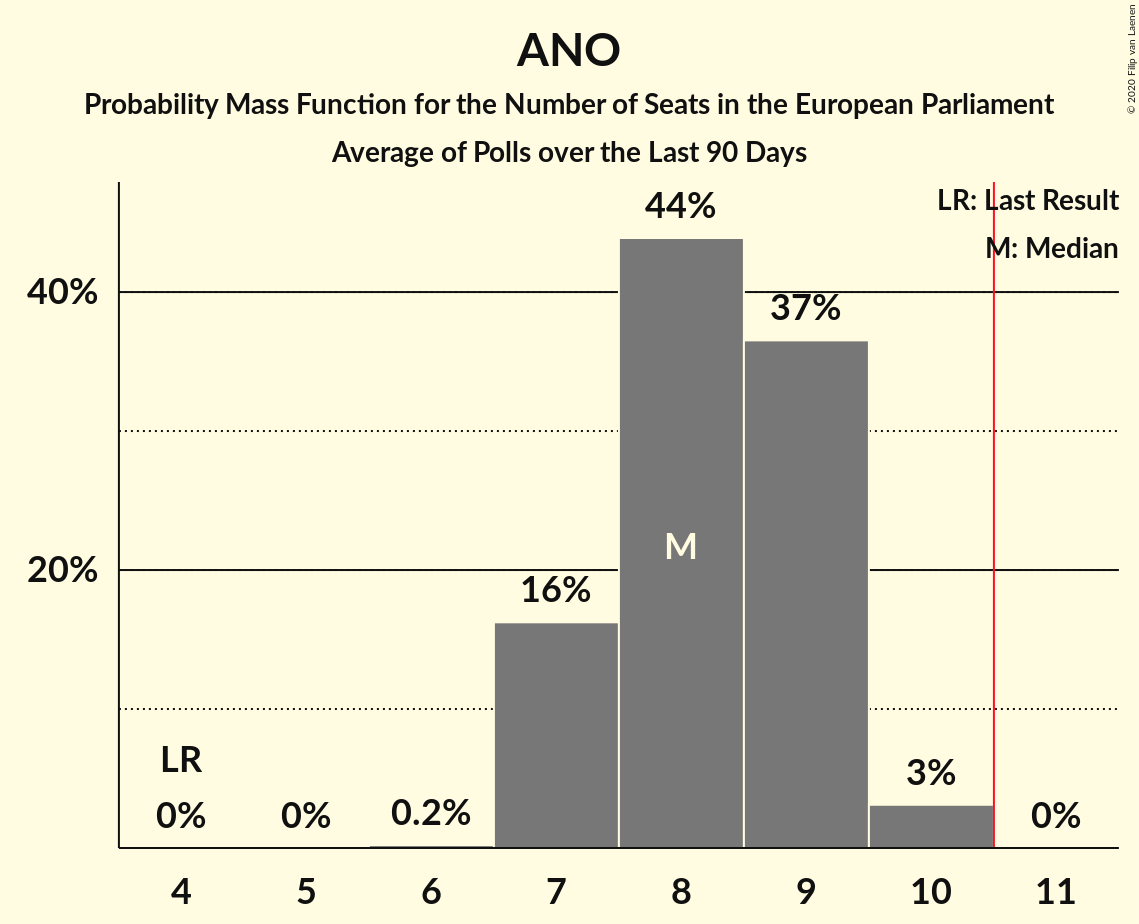 ANO
Probability Mass Function for the Number of Seats in the European Parliament
Average of Polls over the Last 90 Days
© 2020 Filip van Laenen
LR: Last Result
M: Median
44%
40%
37%
M
20%
16%
LR
3%
0%
0%
0.2%
0%
4
5
6
7
8
9
10
11